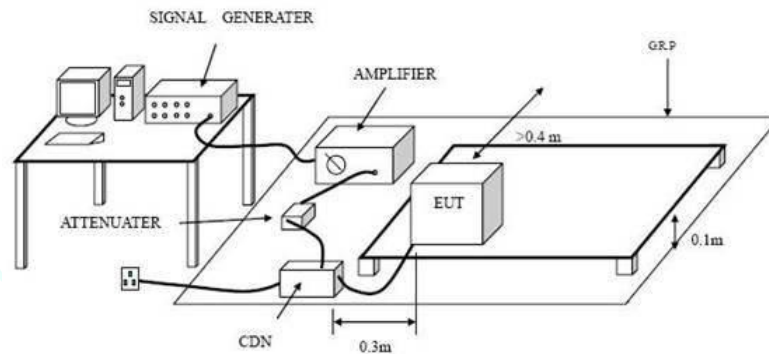 SIGNAL GENERATER
GRP
AMPLIFIER
>0.4 m
EUT
ATTENUATER
0.1m
CDN
0.3m